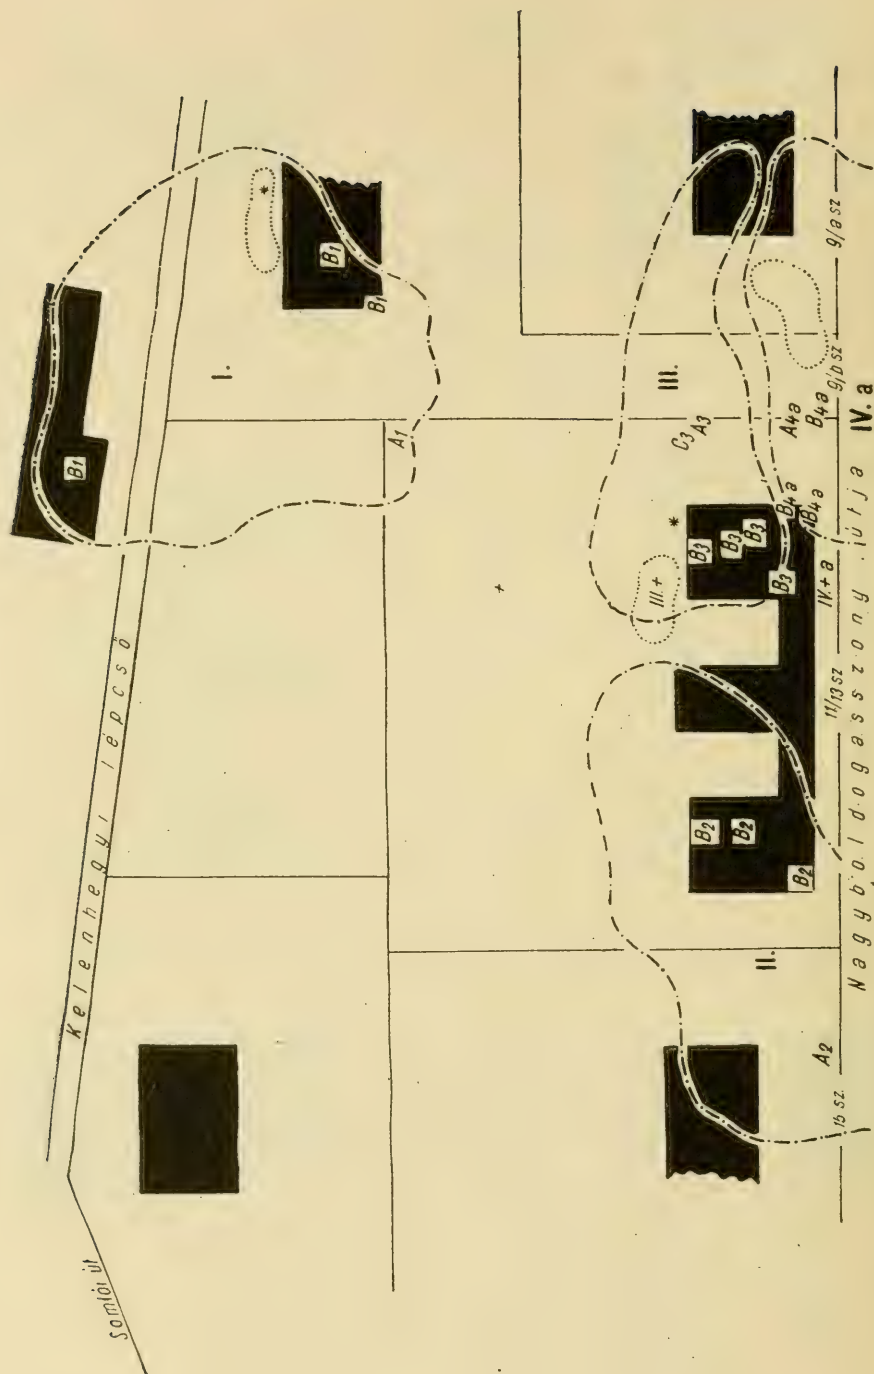 Somlói út
Kelenhegyi lépcső
I.
B1
B1
B1
A1
II.
A2
B2
B2
B2
III.
III.+
C3
A3
B3
B3
B3
B3
A4a
B4a
B4a
B4a
IV.+a
IV.a
15 sz.
11/13 sz
9/b sz
9/a sz
Nagyboldogasszony útja